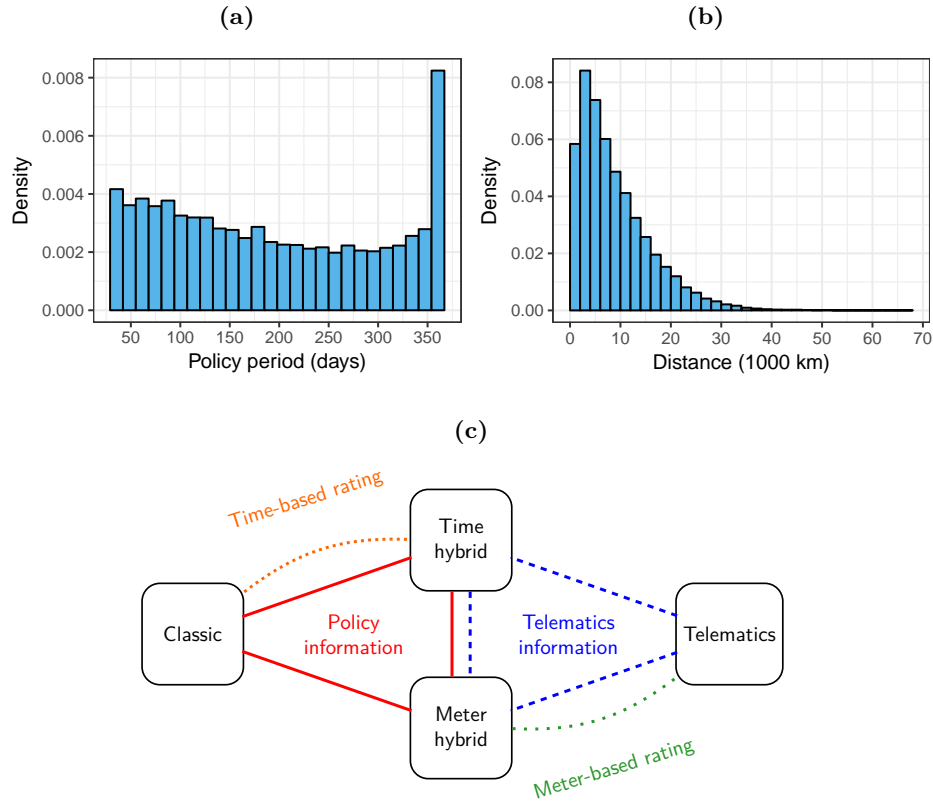 (a)
Density
0.008
0.006
0.004
0.002
0.000
50 100 150 200 250 300 350
Policy period (days)
(b)
Density
0.08
0.06
0.04
0.02
0.00
0 10 20 30 40 50 60 70
Distance (1000 km)
(c)
Time-based rating
Time
hybrid
Classic
Policy
information
Telematics
information
Telematics
Meter
hybrid
Meter-based rating